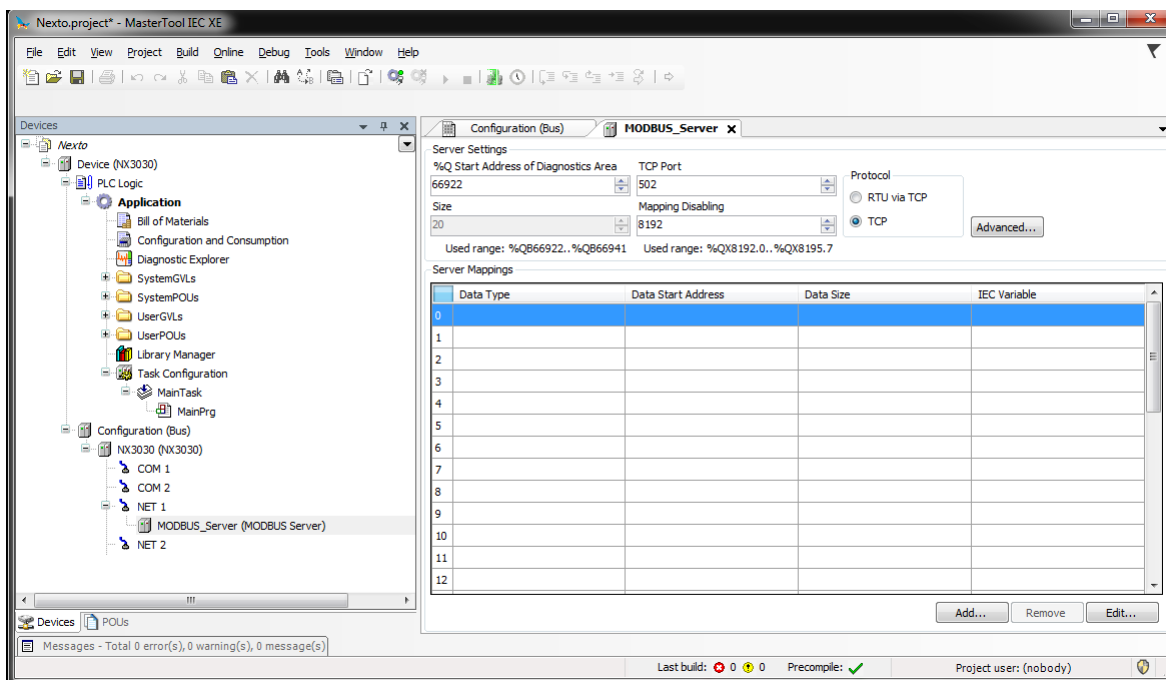 Nexto.project* - MasterTool IEC XE
File Edit View Project Build Online Debug Tools Window Help
Devices
Nexto
Device (NX3030)
PLC Logic
Application
Bill of Materials
Configuration and Consumption
Diagnostic Explorer
SystemGVLs
SystemPOUs
UserGVLs
UserPOUs
Library Manager
Task Configuration
MainTask
MainPrg
Configuration (Bus)
NX3030 (NX3030)
COM 1
COM 2
NET 1
MODBUS_Server (MODBUS Server)
NET 2
Devices POUs
Configuration (Bus) MODBUS_Server
Server Settings
%Q Start Address of Diagnostics Area TCP Port Protocol
66922 502 RTU via TCP
Size Mapping Disabling
20 8192 TCP Advanced...
Used range: %QB66922..%QB66941 Used range: %QX8192.0..%QX8195.7
Server Mappings
Data Type Data Start Address Data Size IEC Variable
0
1
2
3
4
5
6
7
8
9
10
11
12
Add... Remove Edit...
Messages - Total 0 error(s), 0 warning(s), 0 message(s)
Last build: 0 0 Precompile: Project user: (nobody)